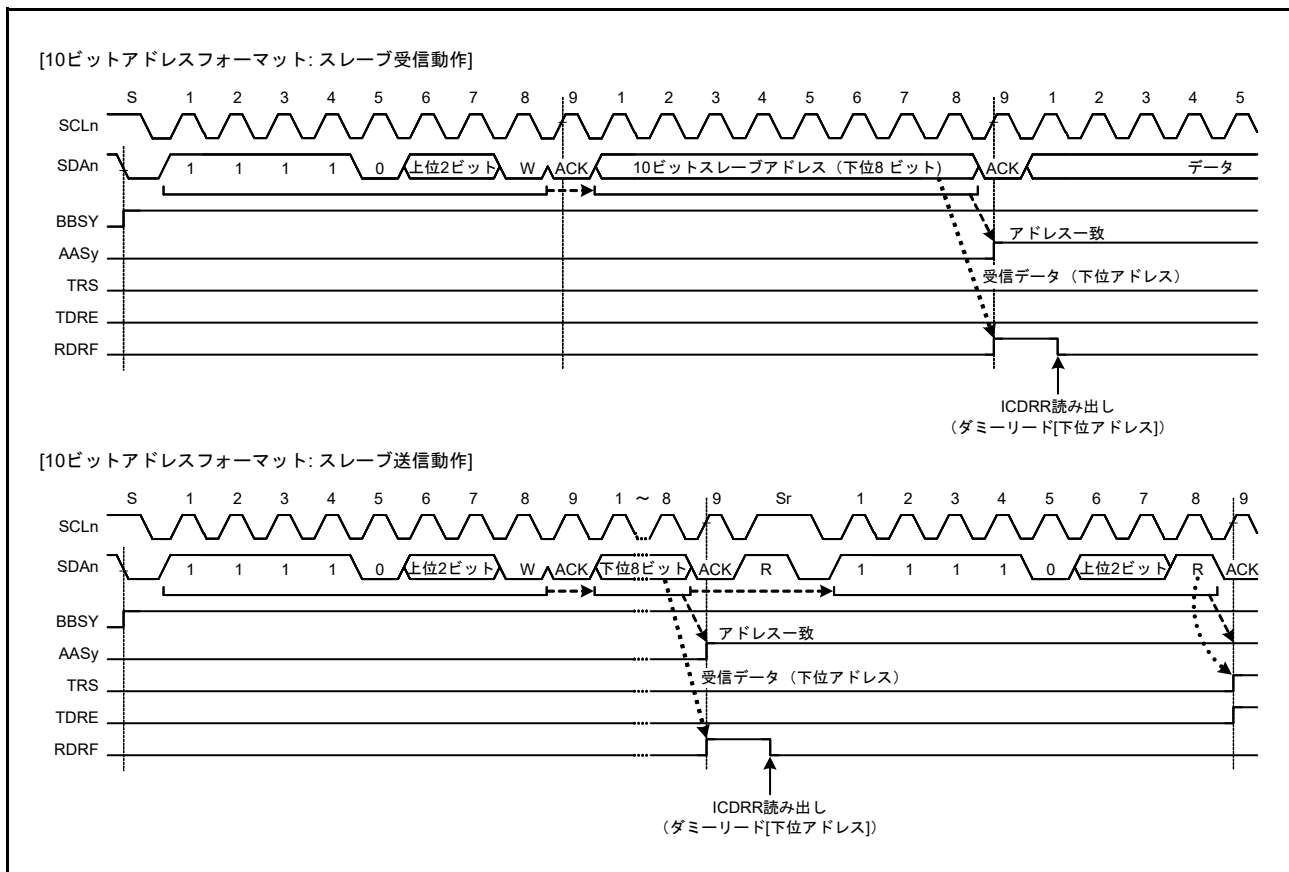 [10ビットアドレスフォーマット: スレーブ受信動作]
S 1 2 3 4 5 6 7 8 9 1 2 3 4 5 6 7 8 9 1 2 3 4 5
SCLn
SDAn 1 1 1 1 0 上位2ビット W ACK 10ビットスレーブアドレス（下位8 ビット) ACK データ
BBSY
アドレス一致
AASy
受信データ（下位アドレス）
TRS
TDRE
RDRF
ICDRR読み出し
（ダミーリード[下位アドレス]）
[10ビットアドレスフォーマット: スレーブ送信動作]
S 1 2 3 4 5 6 7 8 9 1 ～ 8 9 Sr 1 2 3 4 5 6 7 8 9
SCLn
SDAn 1 1 1 1 0 上位2ビット W ACK 下位8ビット ACK R 1 1 1 1 0 上位2ビット R ACK
BBSY
アドレス一致
AASy
受信データ（下位アドレス）
TRS
TDRE
RDRF
ICDRR読み出し
（ダミーリード[下位アドレス]）